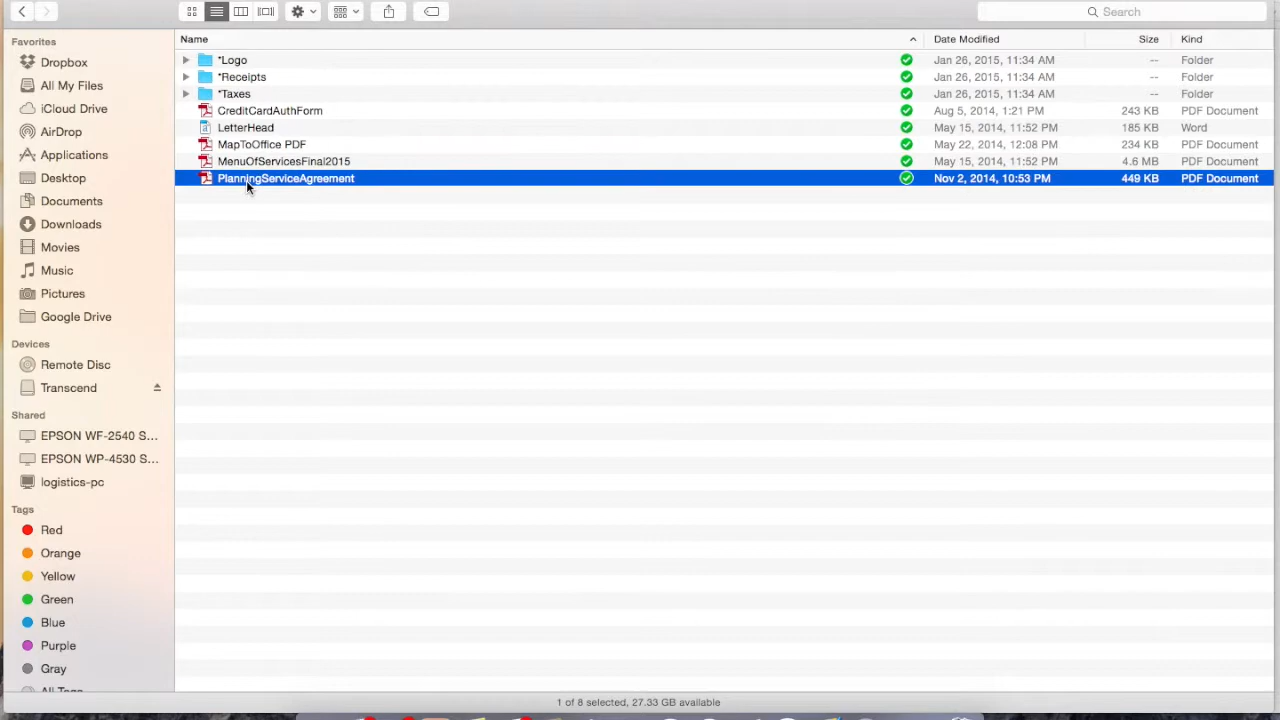 Search
Favorites
Dropbox
All My Files
iCloud Drive
AirDrop
Applications
Desktop
Documents
Downloads
Movies
Music
Pictures
Google Drive
Devices
Remote Disc
Transcend
Shared
EPSON WF-2540 S...
EPSON WP-4530 S...
logistics-pc
Tags
Red
Orange
Yellow
Green
Blue
Purple
Gray
All Tags
Name Date Modified Size Kind
*Logo Jan 26, 2015, 11:34 AM -- Folder
*Receipts Jan 26, 2015, 11:34 AM -- Folder
*Taxes Jan 26, 2015, 11:34 AM -- Folder
CreditCardAuthForm Aug 5, 2014, 1:21 PM 243 KB PDF Document
LetterHead May 15, 2014, 11:52 PM 185 KB Word
MapToOffice PDF May 22, 2014, 12:08 PM 234 KB PDF Document
MenuOfServicesFinal2015 May 15, 2014, 11:52 PM 4.6 MB PDF Document
PlanningServiceAgreement Nov 2, 2014, 10:53 PM 449 KB PDF Document
1 of 8 selected, 27.33 GB available